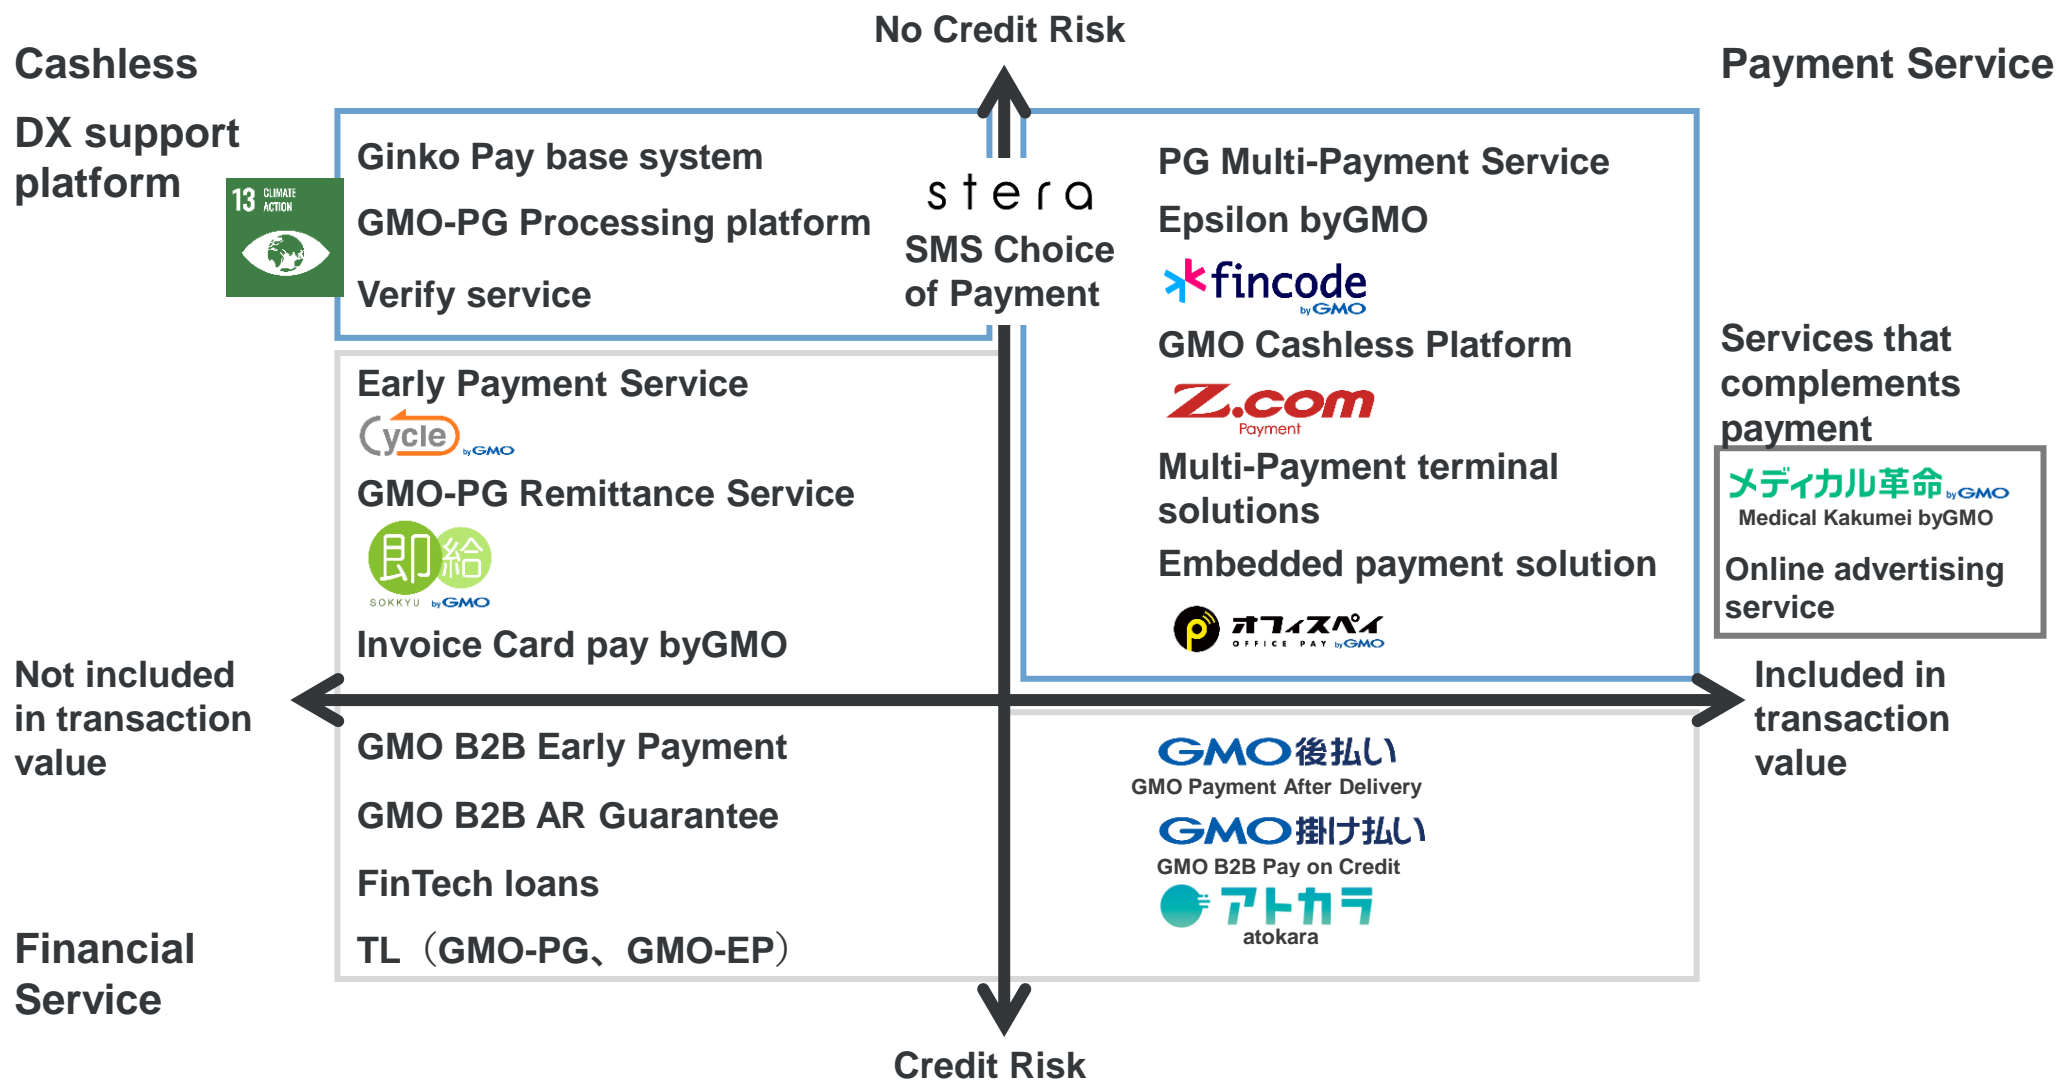 No Credit Risk
Cashless
DX support
platform
13 CLIMATE
ACTION
Payment Service
Ginko Pay base system
GMO-PG Processing platform
Verify service
stera
SMS Choice
of Payment
PG Multi-Payment Service
Epsilon byGMO
fincode
by GMO
GMO Cashless Platform
Z.com
Payment
Multi-Payment terminal
solutions
Embedded payment solution
オフィスペイ
OFFICE PAY by GMO
Services that
complements
payment
メディカル革命 by GMO
Medical Kakumei byGMO
Online advertising
service
Early Payment Service
Cycle by GMO
GMO-PG Remittance Service
即給
SOKKYU by GMO
Invoice Card pay byGMO
Not included
in transaction
value
Included in
transaction
value
GMO B2B Early Payment
GMO B2B AR Guarantee
FinTech loans
TL（GMO-PG、GMO-EP）
GMO後払い
GMO Payment After Delivery
GMO掛け払い
GMO B2B Pay on Credit
アトカラ
atokara
Financial
Service
Credit Risk